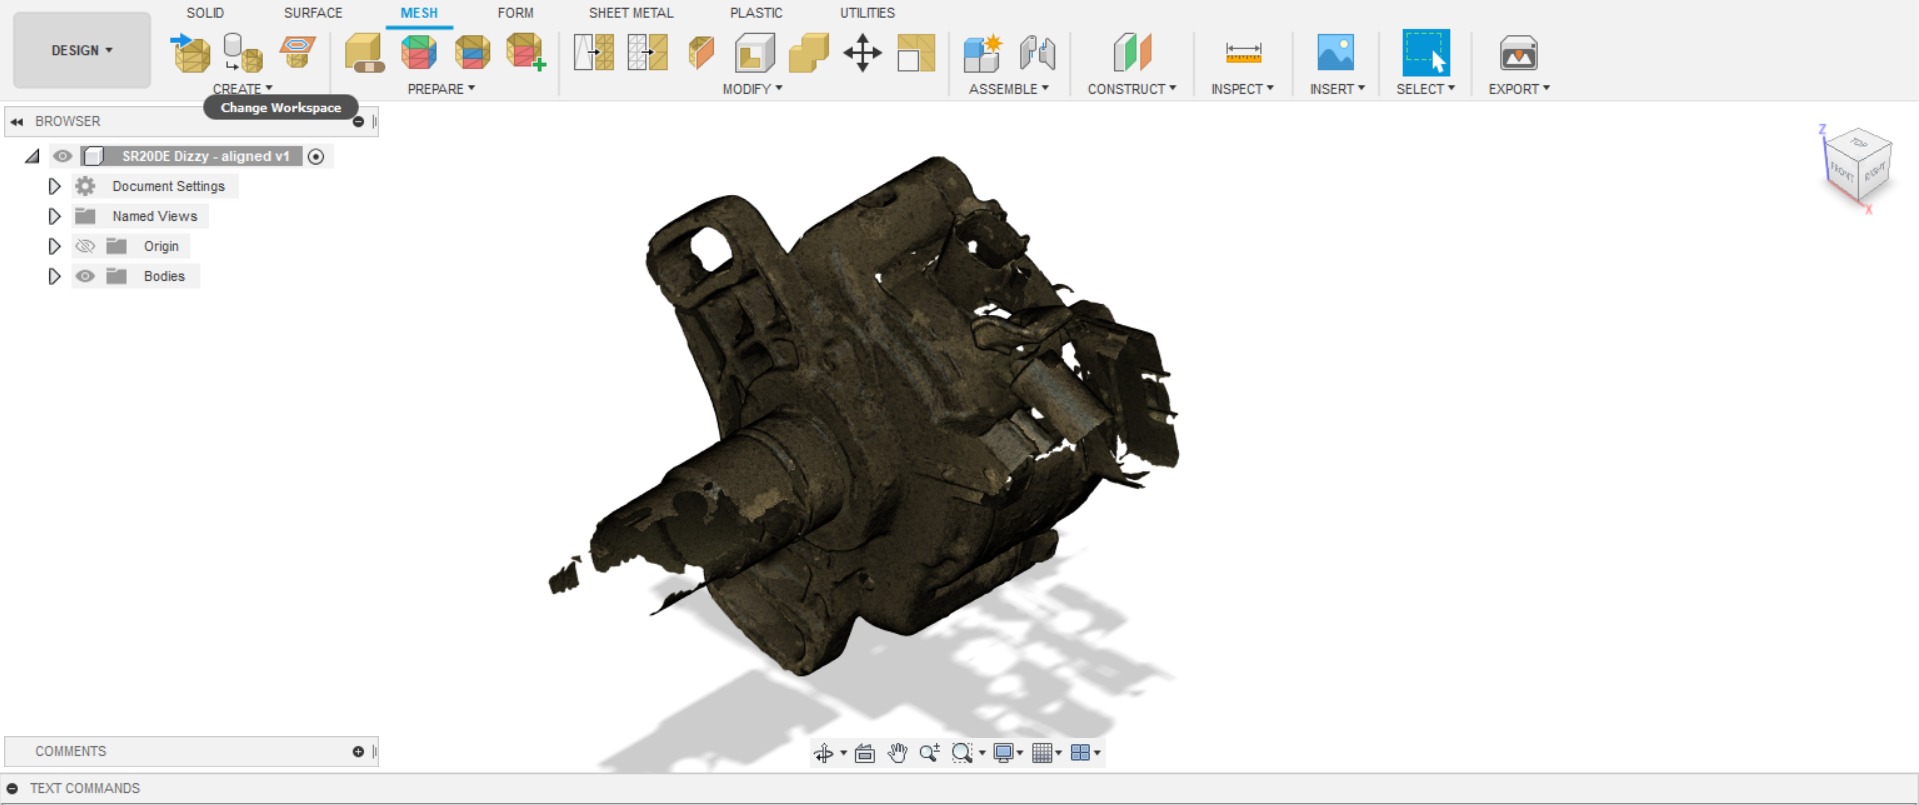 SOLID SURFACE MESH FORM SHEET METAL PLASTIC UTILITIES
DESIGN
CREATE PREPARE MODIFY ASSEMBLE CONSTRUCT INSPECT INSERT SELECT EXPORT
Change Workspace
BROWSER
SR20DE Dizzy - aligned v1
Document Settings
Named Views
Origin
Bodies
Z
TOP
FRONT
RIGHT
X
COMMENTS
TEXT COMMANDS